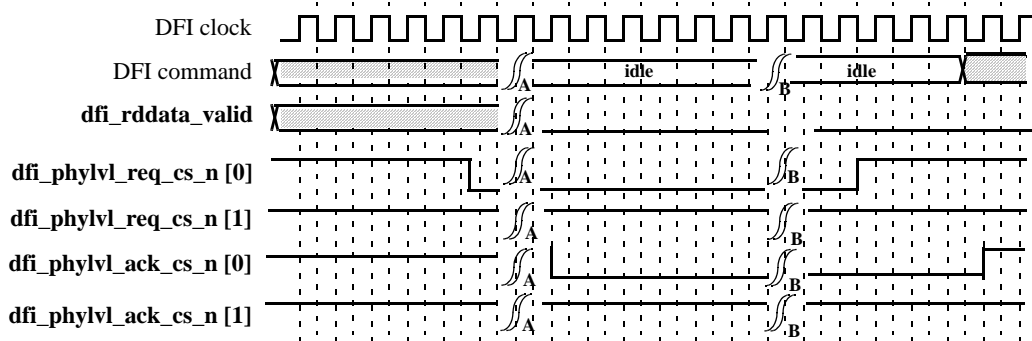 DFI clock
DFI command A idle B idle
dfi_rddata_valid A
dfi_phylvl_req_cs_n [0] A B
dfi_phylvl_req_cs_n [1] A B
dfi_phylvl_ack_cs_n [0] A B
dfi_phylvl_ack_cs_n [1] A B